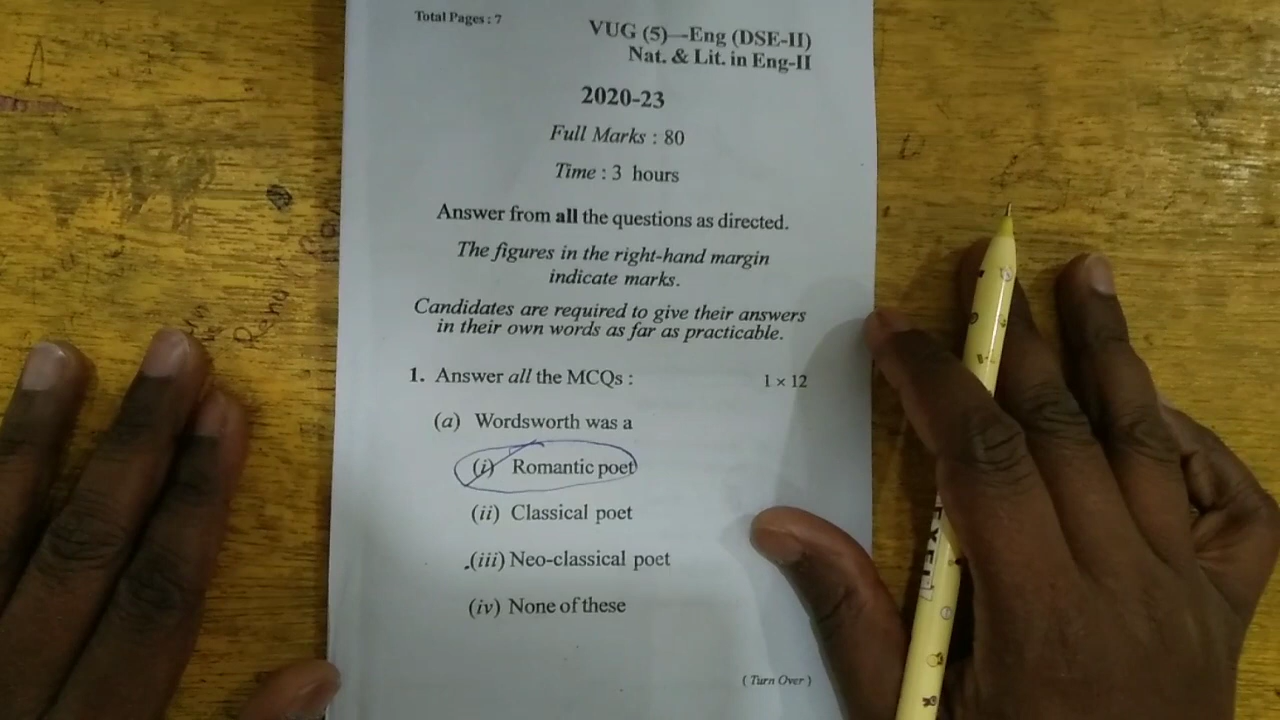 Total Pages : 7
VUG (5)—Eng (DSE-II)
Nat. & Lit. in Eng-II
2020-23
Full Marks : 80
Time : 3 hours
Answer from all the questions as directed.
The figures in the right-hand margin
indicate marks.
Candidates are required to give their answers
in their own words as far as practicable.
1. Answer all the MCQs : 1 × 12
(a) Wordsworth was a
(i) Romantic poet
(ii) Classical poet
(iii) Neo-classical poet
(iv) None of these
( Turn Over )